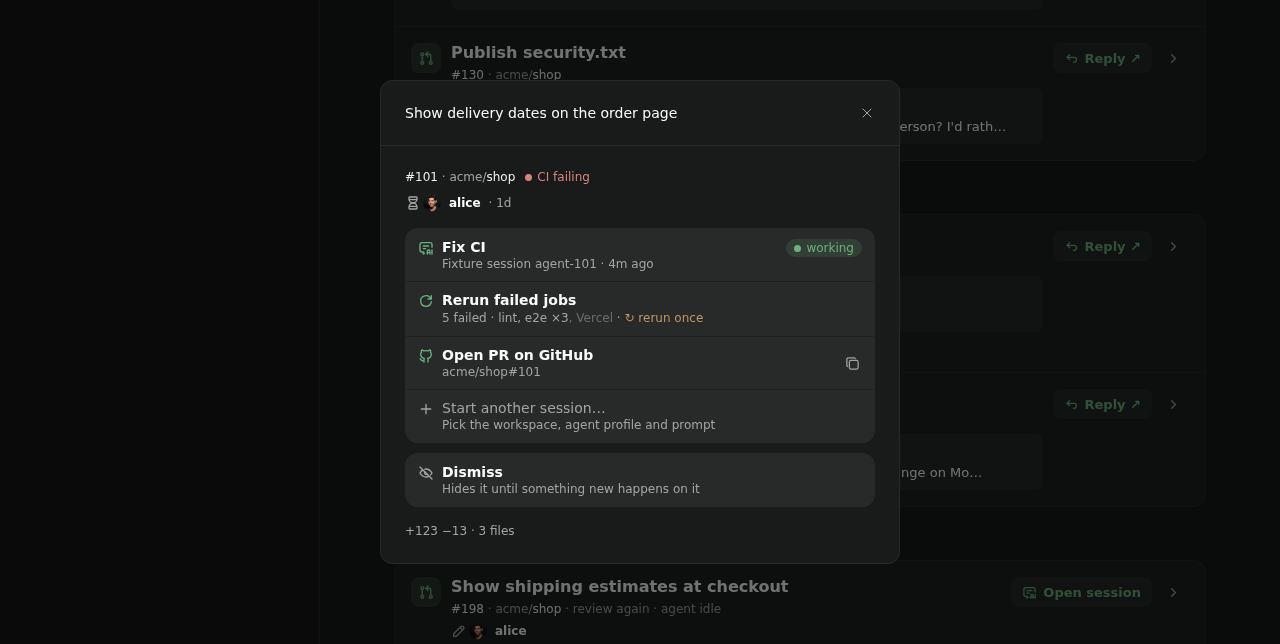 Publish security.txt
#130 · acme/shop
Reply ↗
erson? I'd rath…
Show delivery dates on the order page
#101 · acme/shop ● CI failing
alice · 1d
Fix CI
working
Fixture session agent-101 · 4m ago
Reply ↗
Rerun failed jobs
5 failed · lint, e2e ×3, Vercel · ↻ rerun once
Open PR on GitHub
acme/shop#101
Start another session…
Pick the workspace, agent profile and prompt
Reply ↗
Dismiss
Hides it until something new happens on it
nge on Mo…
+123 −13 · 3 files
Show shipping estimates at checkout
#198 · acme/shop · review again · agent idle
Open session
alice